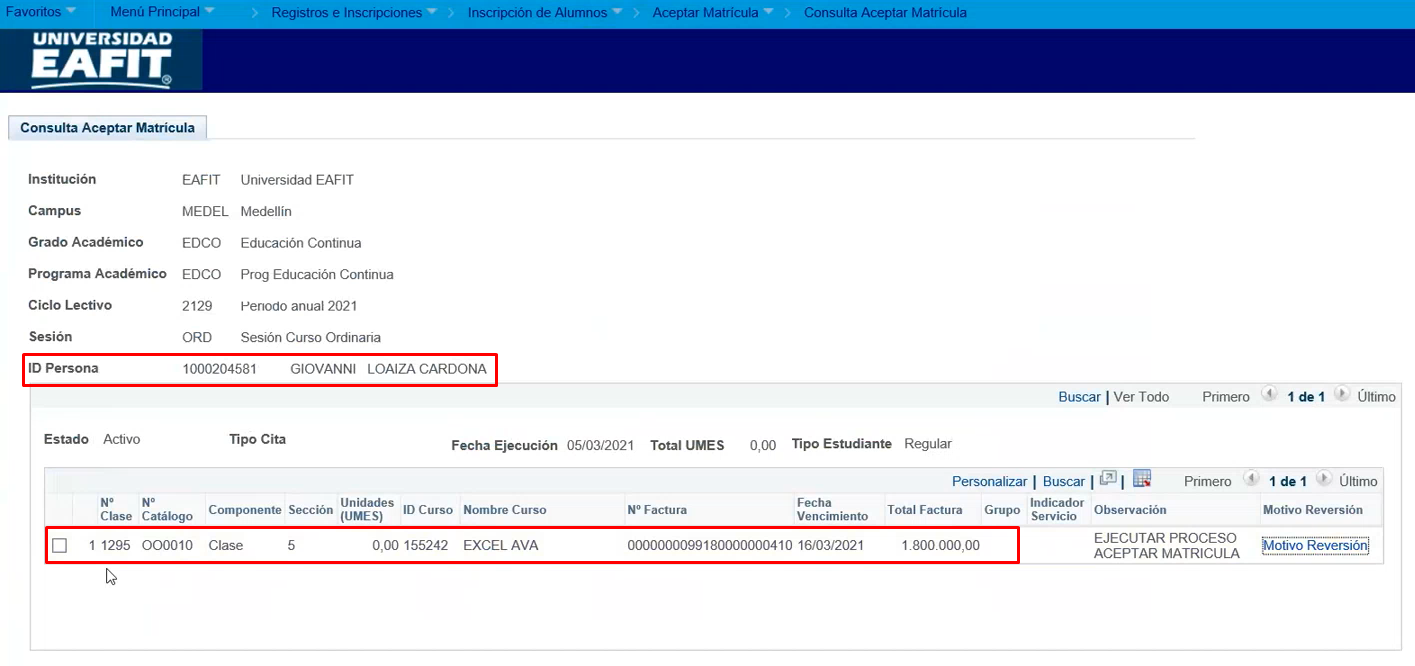 Favoritos Menú Principal Registros e Inscripciones Inscripción de Alumnos Aceptar Matrícula Consulta Aceptar Matrícula
UNIVERSIDAD
EAFIT®
Consulta Aceptar Matrícula
Institución EAFIT Universidad EAFIT
Campus MEDEL Medellín
Grado Académico EDCO Educación Continua
Programa Académico EDCO Prog Educación Continua
Ciclo Lectivo 2129 Periodo anual 2021
Sesión ORD Sesión Curso Ordinaria
ID Persona 1000204581 GIOVANNI LOAIZA CARDONA
Buscar | Ver Todo Primero 1 de 1 Último
Estado Activo Tipo Cita Fecha Ejecución 05/03/2021 Total UMES 0,00 Tipo Estudiante Regular
Personalizar | Buscar | | Primero 1 de 1 Último
Nº Clase Nº Catálogo Componente Sección Unidades (UMES) ID Curso Nombre Curso Nº Factura Fecha Vencimiento Total Factura Grupo Indicador Servicio Observación Motivo Reversión
1 1295 OO0010 Clase 5 0,00 155242 EXCEL AVA 0000000099180000000410 16/03/2021 1.800.000,00 EJECUTAR PROCESO ACEPTAR MATRICULA Motivo Reversión